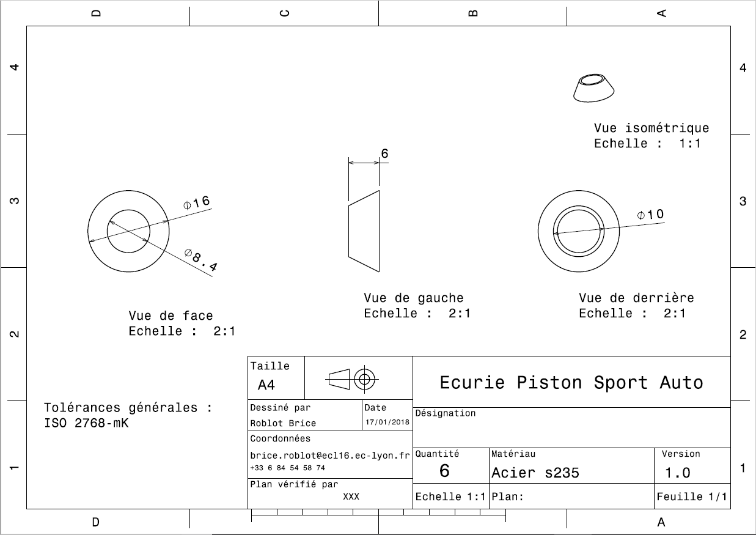 D C B A
4 4
Vue isométrique
Echelle : 1:1
6
3 3
Ø16
Ø8.4
Ø10
Vue de gauche
Echelle : 2:1
Vue de derrière
Echelle : 2:1
Vue de face
Echelle : 2:1
2 2
Taille
A4
Ecurie Piston Sport Auto
Tolérances générales :
ISO 2768-mK
Dessiné par
Roblot Brice
Date
17/01/2018
Désignation
Coordonnées
brice.roblot@ecl16.ec-lyon.fr
+33 6 84 54 58 74
Quantité
6
Matériau
Acier s235
Version
1.0
1 1
Plan vérifié par
XXX
Echelle 1:1
Plan:
Feuille 1/1
D A